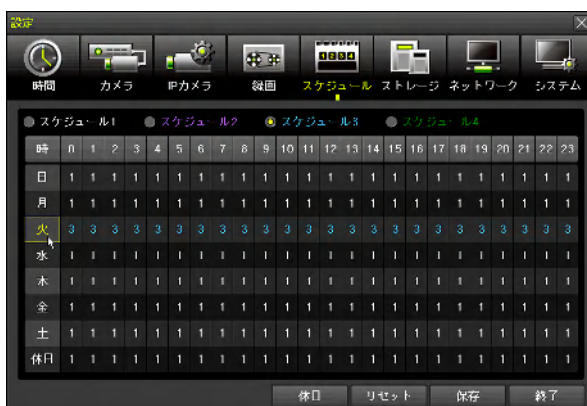 設定
時間 カメラ IPカメラ 録画 スケジュール ストレージ ネットワーク システム
スケジュール1 スケジュール2 スケジュール3 スケジュール4
時 0 1 2 3 4 5 6 7 8 9 10 11 12 13 14 15 16 17 18 19 20 21 22 23
日 1 1 1 1 1 1 1 1 1 1 1 1 1 1 1 1 1 1 1 1 1 1 1 1
月 1 1 1 1 1 1 1 1 1 1 1 1 1 1 1 1 1 1 1 1 1 1 1 1
火 3 3 3 3 3 3 3 3 3 3 3 3 3 3 3 3 3 3 3 3 3 3 3 3
水 1 1 1 1 1 1 1 1 1 1 1 1 1 1 1 1 1 1 1 1 1 1 1 1
木 1 1 1 1 1 1 1 1 1 1 1 1 1 1 1 1 1 1 1 1 1 1 1 1
金 1 1 1 1 1 1 1 1 1 1 1 1 1 1 1 1 1 1 1 1 1 1 1 1
土 1 1 1 1 1 1 1 1 1 1 1 1 1 1 1 1 1 1 1 1 1 1 1 1
休日 1 1 1 1 1 1 1 1 1 1 1 1 1 1 1 1 1 1 1 1 1 1 1 1
休日 リセット 保存 終了